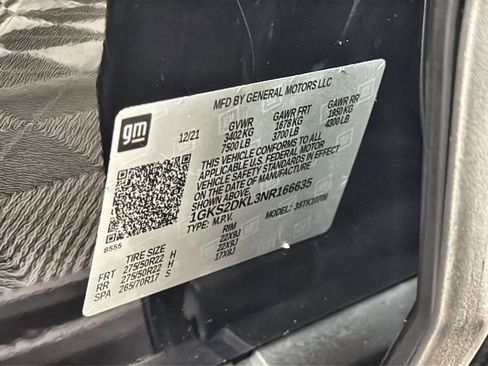 MFD BY GENERAL MOTORS LLC
gm
12/21
GVWR GAWR FRT GAWR RR
3402 KG 1678 KG 1950 KG
7500 LB 3700 LB 4300 LB
THIS VEHICLE CONFORMS TO ALL
APPLICABLE U.S. FEDERAL MOTOR
VEHICLE SAFETY STANDARDS IN EFFECT
ON THE DATE OF MANUFACTURE
SHOWN ABOVE.
1GKS2DKL3NR166635
TYPE: M.P.V. MODEL:
8555
TIRE SIZE RIM
FRT 275/50R22 H 22X9J
RR 275/50R22 H 22X9J
SPA 265/70R17 S 17X8J